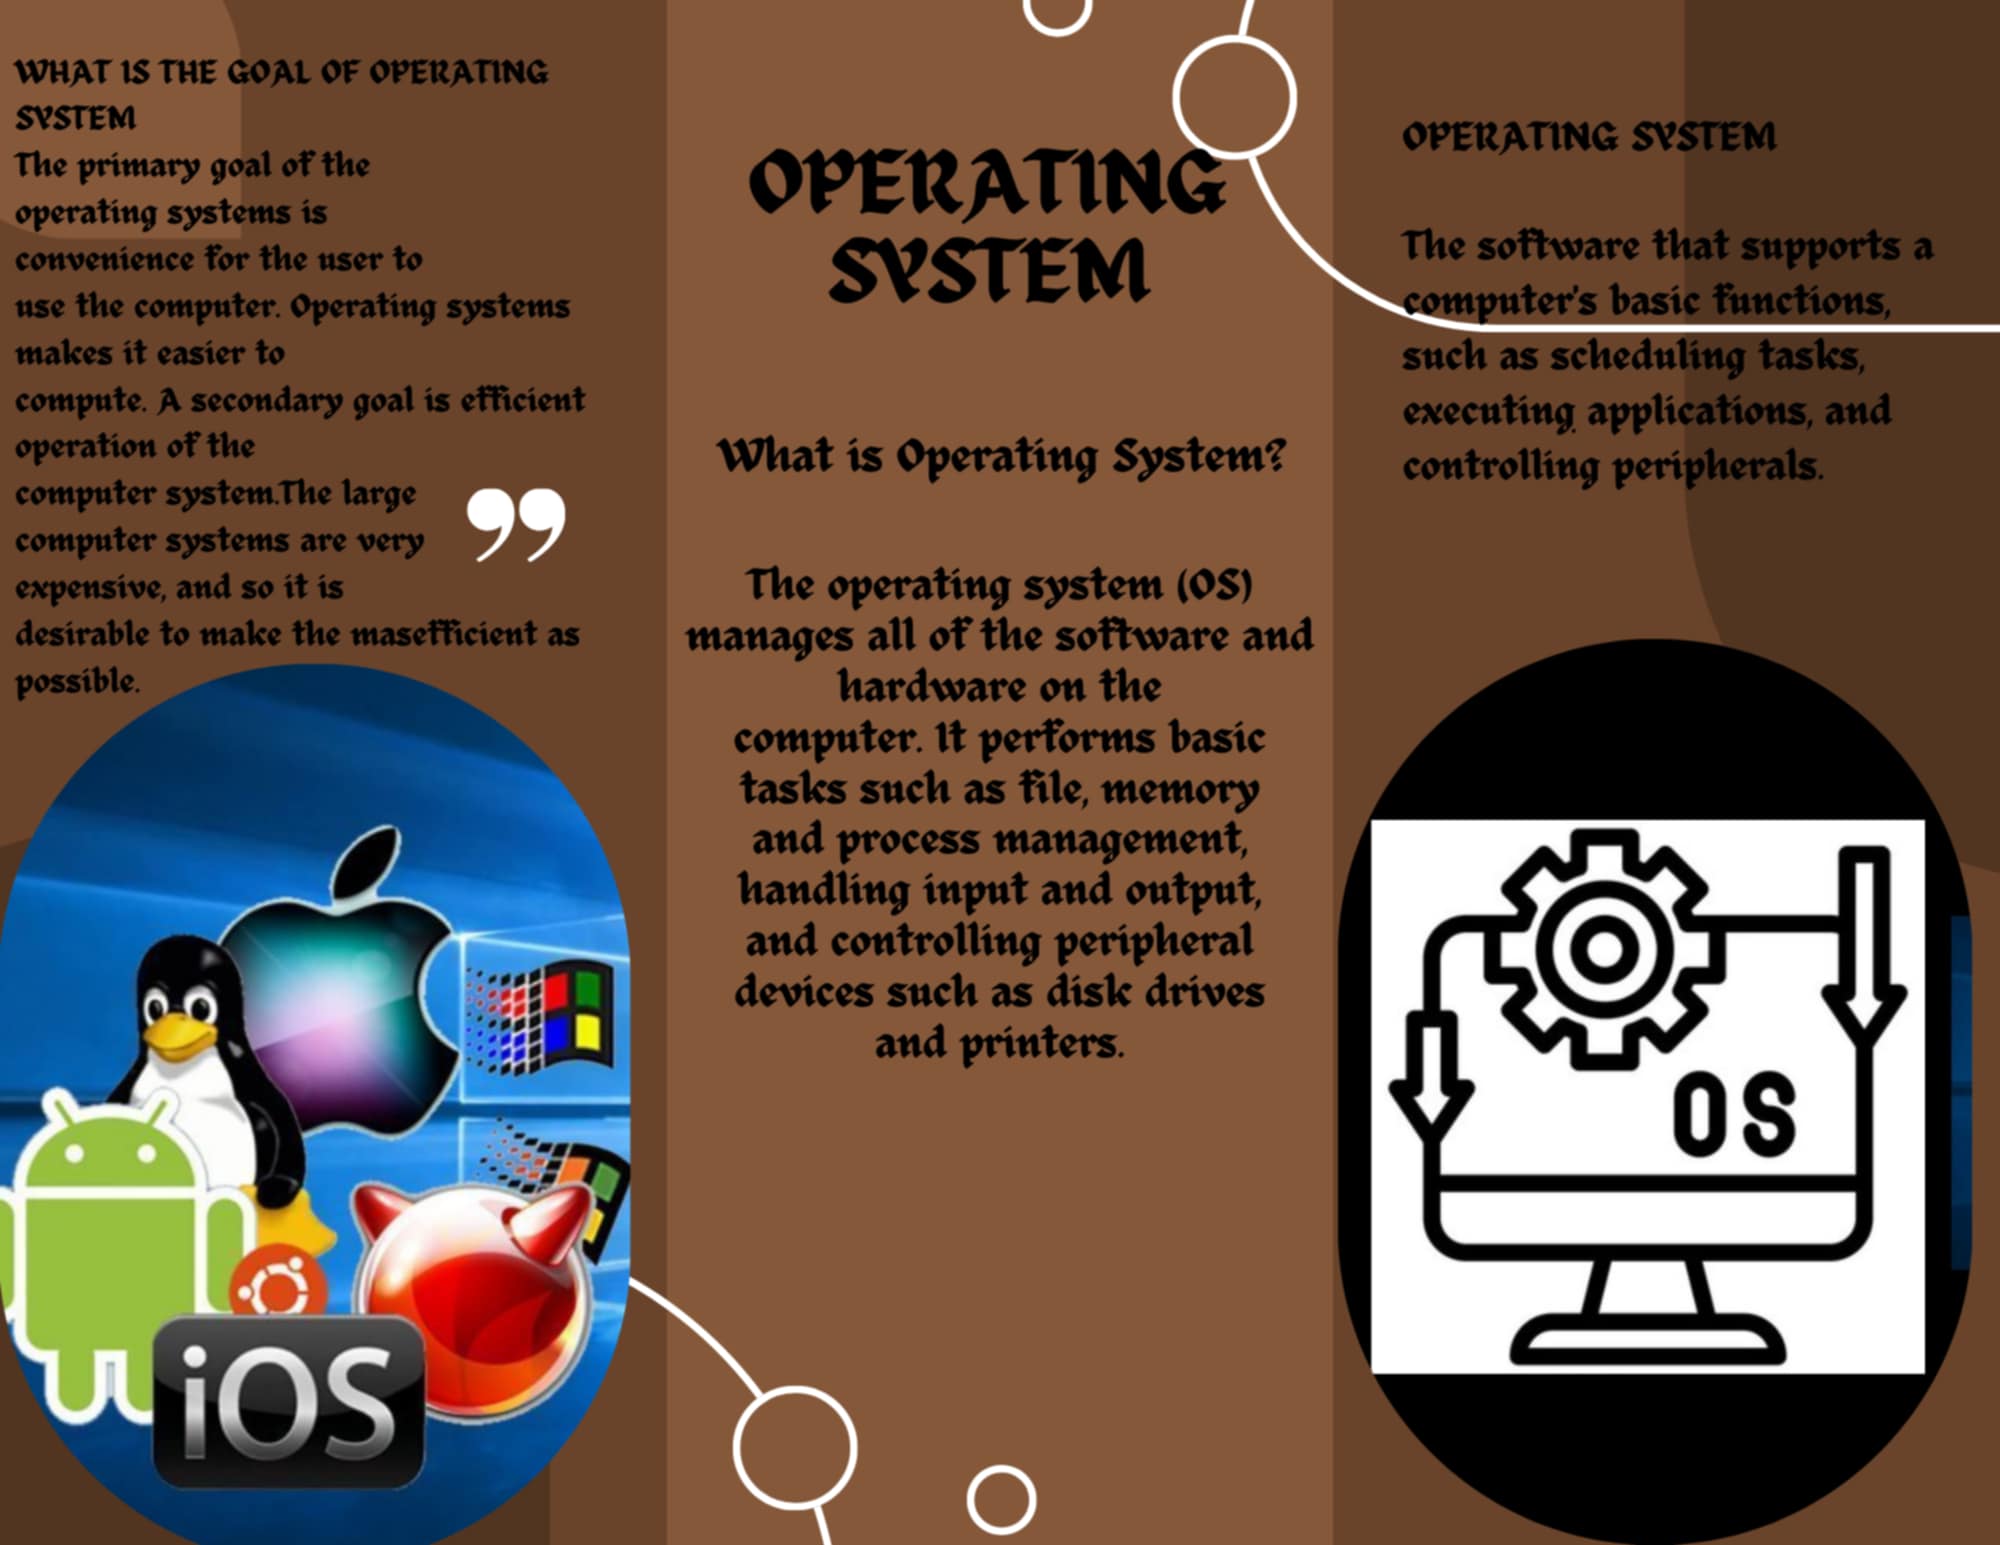 WHAT IS THE GOAL OF OPERATING
SYSTEM
The primary goal of the
operating systems is
convenience for the user to
use the computer. Operating systems
makes it easier to
compute. A secondary goal is efficient
operation of the
computer system.The large
computer systems are very
expensive, and so it is
desirable to make the masefficient as
possible.
iOS
OPERATING
SYSTEM
What is Operating System?
The operating system (OS)
manages all of the software and
hardware on the
computer. It performs basic
tasks such as file, memory
and process management,
handling input and output,
and controlling peripheral
devices such as disk drives
and printers.
OPERATING SYSTEM
The software that supports a
computer's basic functions,
such as scheduling tasks,
executing applications, and
controlling peripherals.
OS